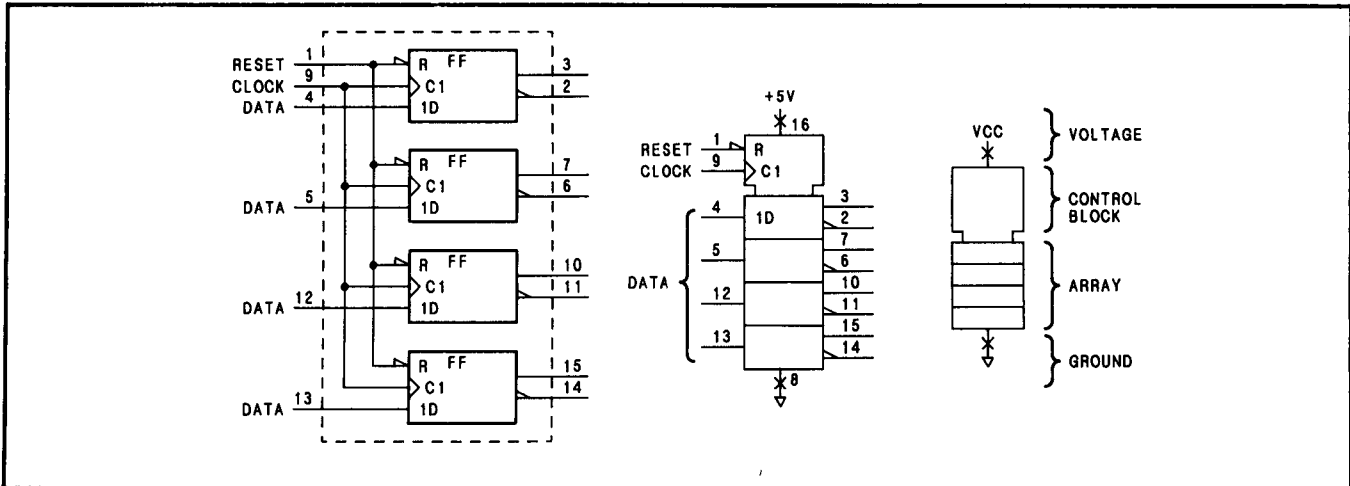 RESET 1
CLOCK 9
DATA 4
R FF
C1
1D
3
2
DATA 5
R FF
C1
1D
7
6
DATA 12
R FF
C1
1D
10
11
DATA 13
R FF
C1
1D
15
14
+5V
16
RESET 1
CLOCK 9
R
C1
DATA
4
5
12
13
1D
3
2
7
6
10
11
15
14
8
VCC
VOLTAGE
CONTROL
BLOCK
ARRAY
GROUND